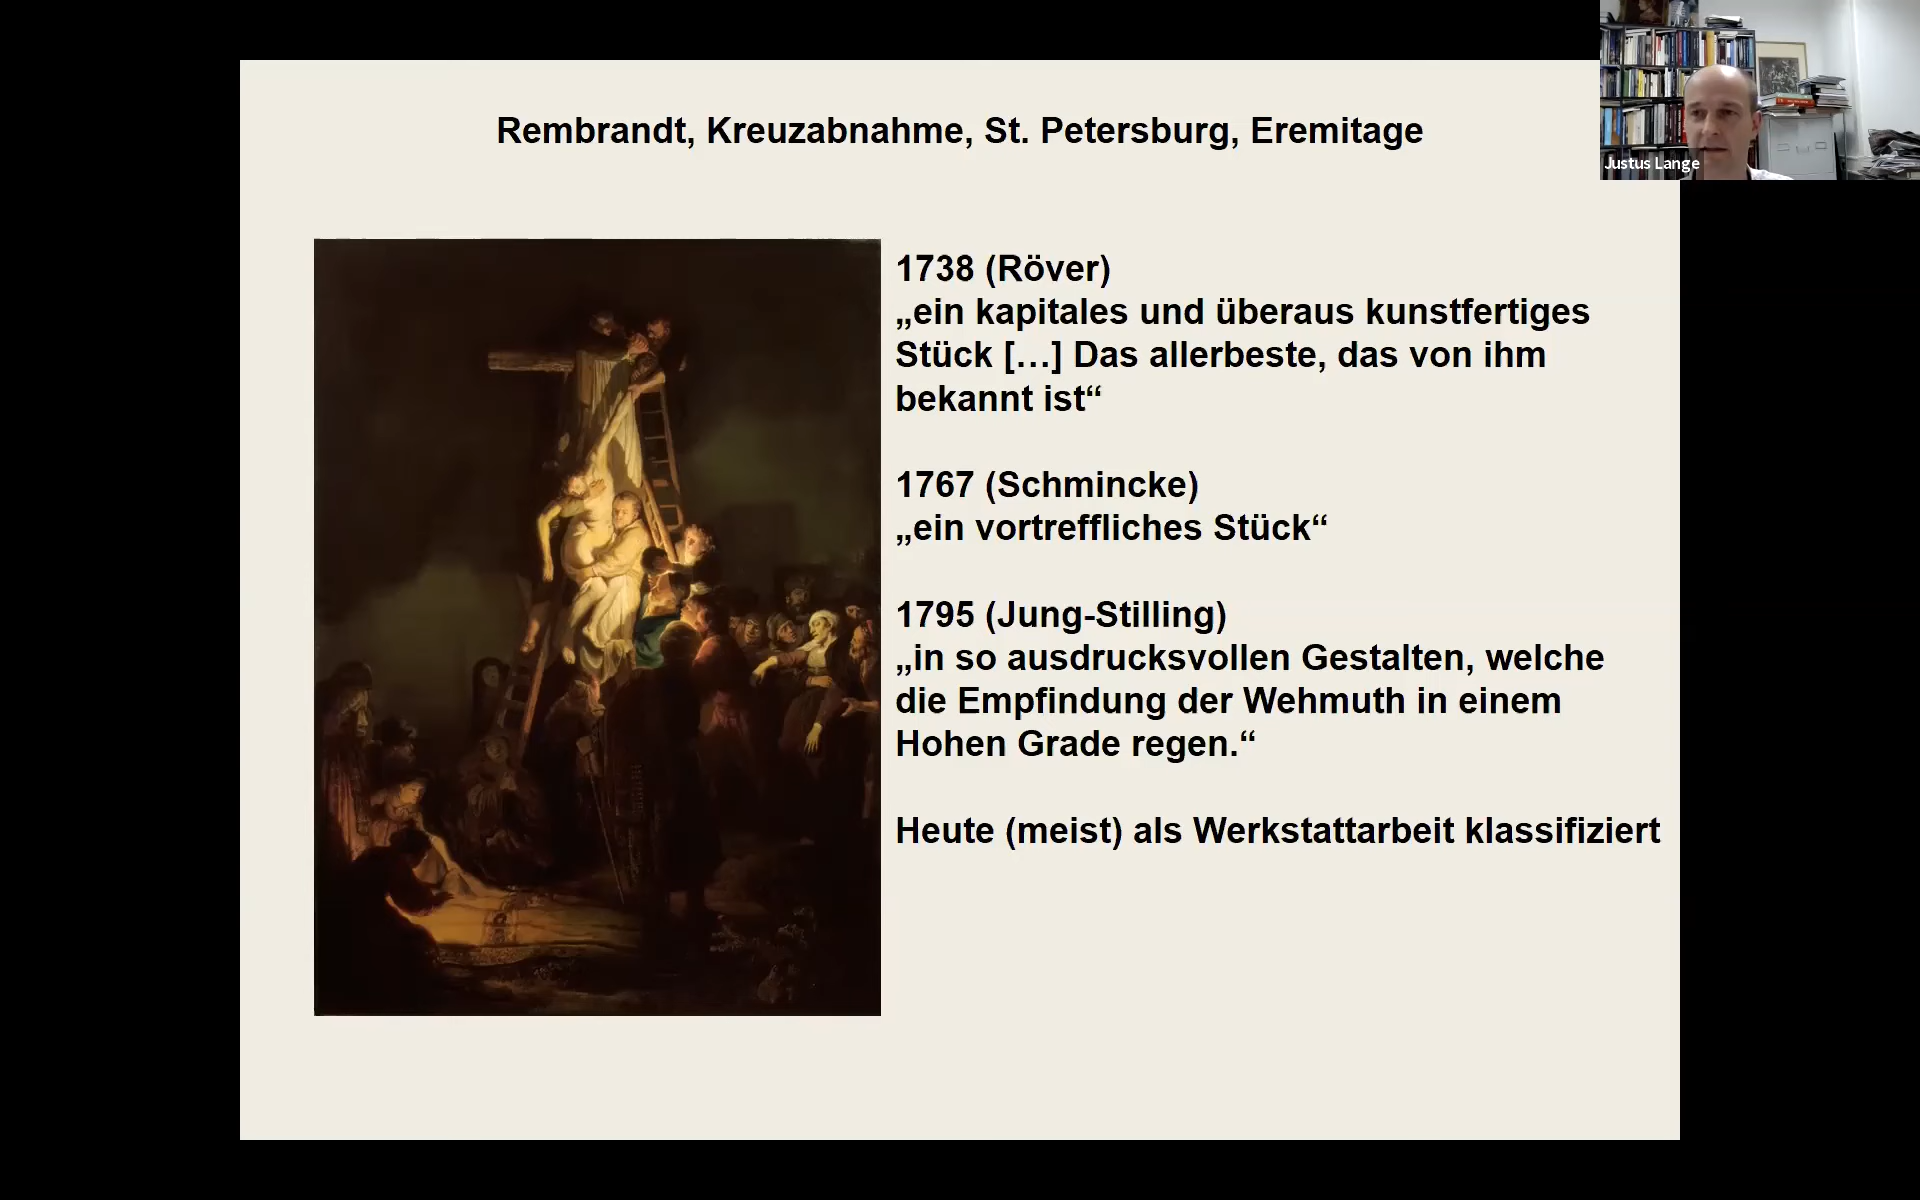 Rembrandt, Kreuzabnahme, St. Petersburg, Eremitage
Justus Lange
1738 (Röver)
„ein kapitales und überaus kunstfertiges
Stück […] Das allerbeste, das von ihm
bekannt ist“
1767 (Schmincke)
„ein vortreffliches Stück“
1795 (Jung-Stilling)
„in so ausdrucksvollen Gestalten, welche
die Empfindung der Wehmuth in einem
Hohen Grade regen.“
Heute (meist) als Werkstattarbeit klassifiziert